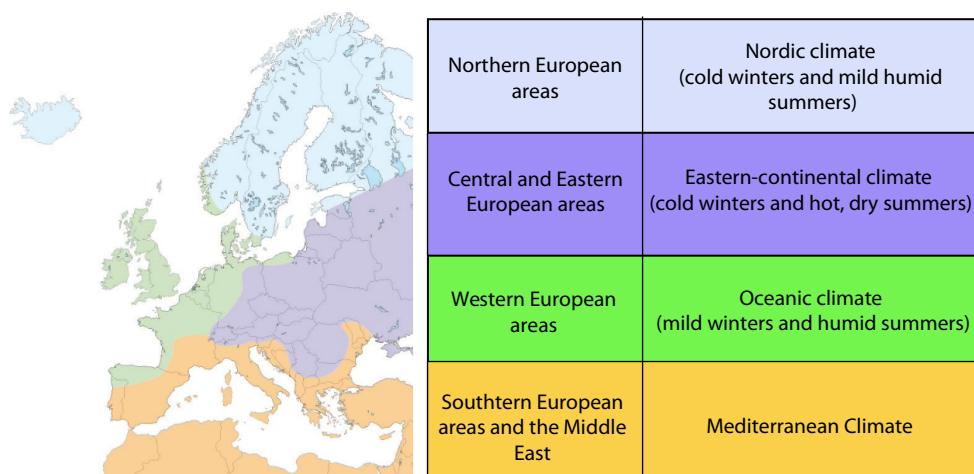 Northern European
areas
Nordic climate
(cold winters and mild humid
summers)
Central and Eastern
European areas
Eastern-continental climate
(cold winters and hot, dry summers)
Western European
areas
Oceanic climate
(mild winters and humid summers)
Southtern European
areas and the Middle
East
Mediterranean Climate